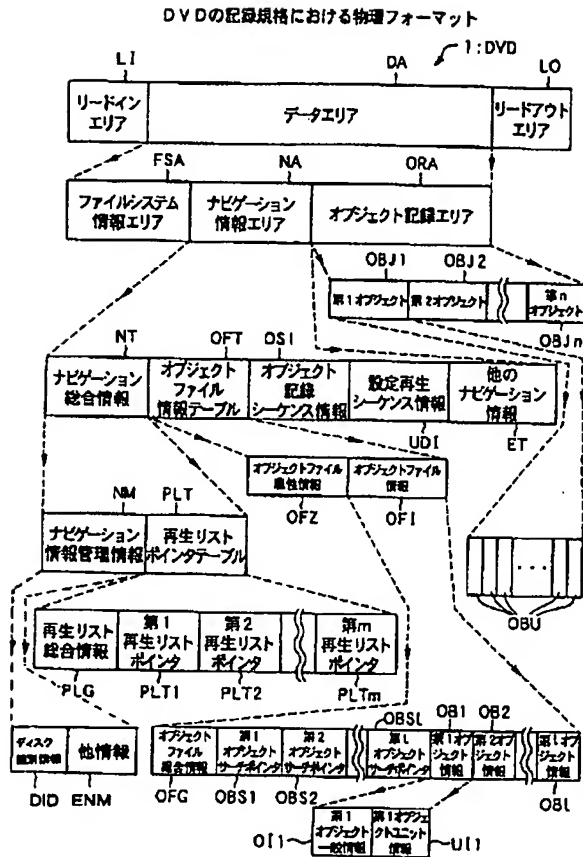 DVDの記録規格における物理フォーマット
1:DVD
LI
DA
LO
リードイン
エリア
データエリア
リードアウト
エリア
FSA
NA
ORA
ファイルシステム
情報エリア
ナビゲーション
情報エリア
オブジェクト記録エリア
OBJ1
OBJ2
第1オブジェクト
第2オブジェクト
第n
オブジェクト
OBJn
NT
OFT
OSI
ナビゲーション
総合情報
オブジェクト
ファイル
情報テーブル
オブジェクト
記録
シーケンス情報
設定再生
シーケンス情報
他の
ナビゲーション
情報
UDI
ET
オブジェクトファイル
属性情報
オブジェクトファイル
情報
OFZ
OFI
NM
PLT
ナビゲーション
情報管理情報
再生リスト
ポインタテーブル
...
OBU
再生リスト
総合情報
第1
再生リスト
ポインタ
第2
再生リスト
ポインタ
第m
再生リスト
ポインタ
PLG
PLT1
PLT2
PLTm
OBSl
OB1
OB2
ディスク
識別情報
他情報
DID
ENM
オブジェクト
ファイル
総合情報
第1
オブジェクト
サーチポインタ
第2
オブジェクト
サーチポインタ
第l
オブジェクト
サーチポインタ
第1オブ
ジェクト
情報
第2オブ
ジェクト
情報
第lオブ
ジェクト
情報
OFG
OBS1
OBS2
OBl
OI1
第1
オブジェクト
一般情報
第1オブジェ
クトユニット
情報
UI1